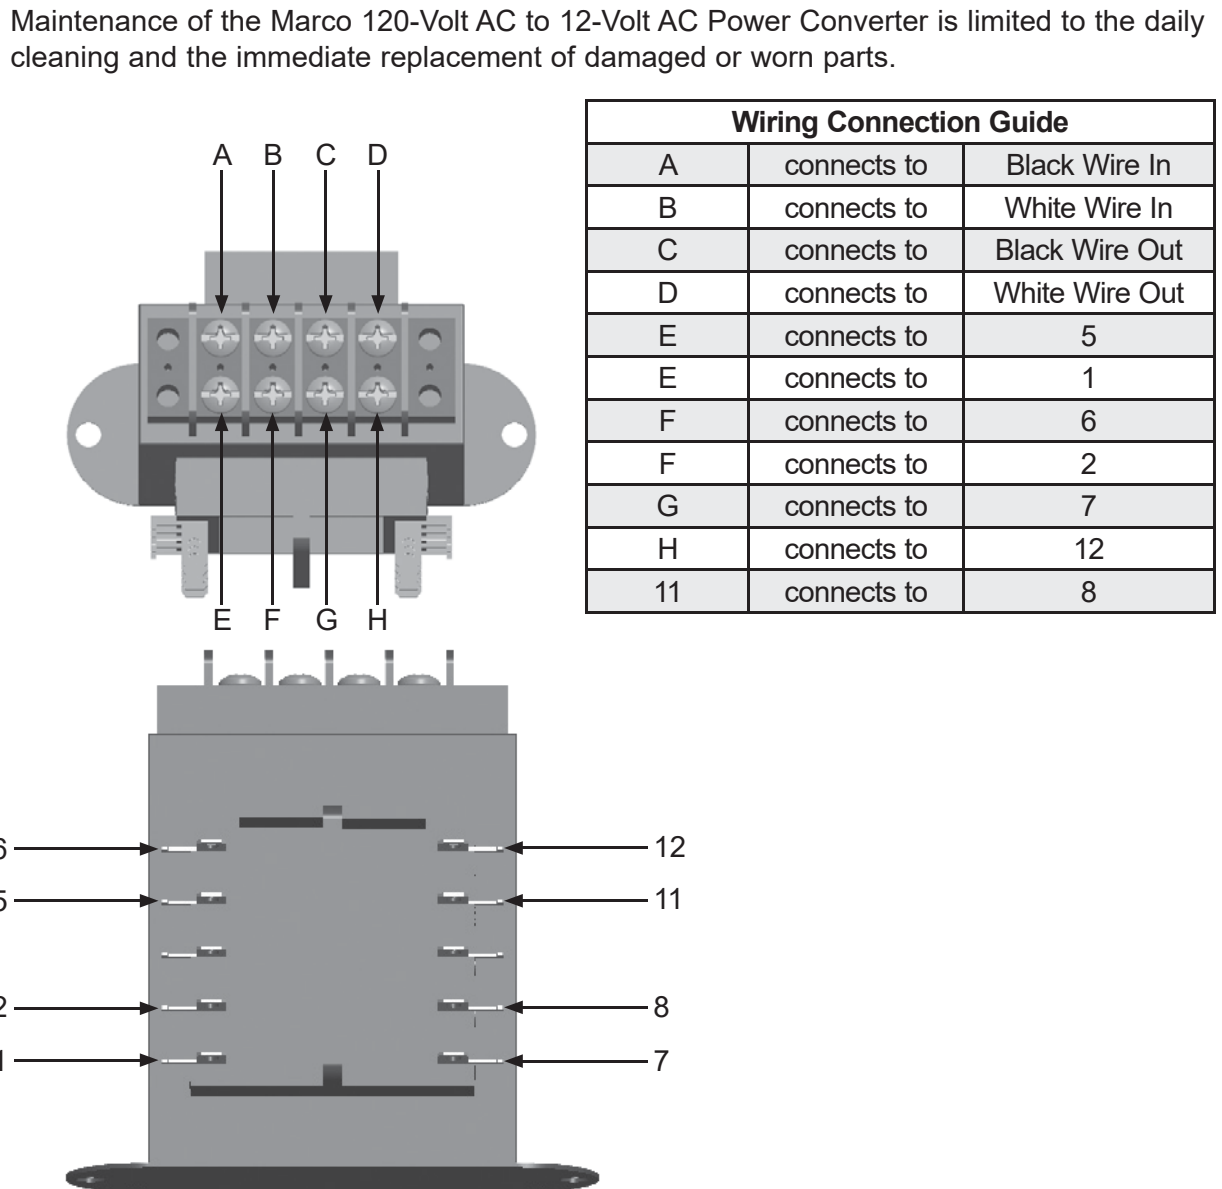 Maintenance of the Marco 120-Volt AC to 12-Volt AC Power Converter is limited to the daily
cleaning and the immediate replacement of damaged or worn parts.
A B C D
E F G H
Wiring Connection Guide
A connects to Black Wire In
B connects to White Wire In
C connects to Black Wire Out
D connects to White Wire Out
E connects to 5
E connects to 1
F connects to 6
F connects to 2
G connects to 7
H connects to 12
11 connects to 8
6 12
5 11
2 8
1 7